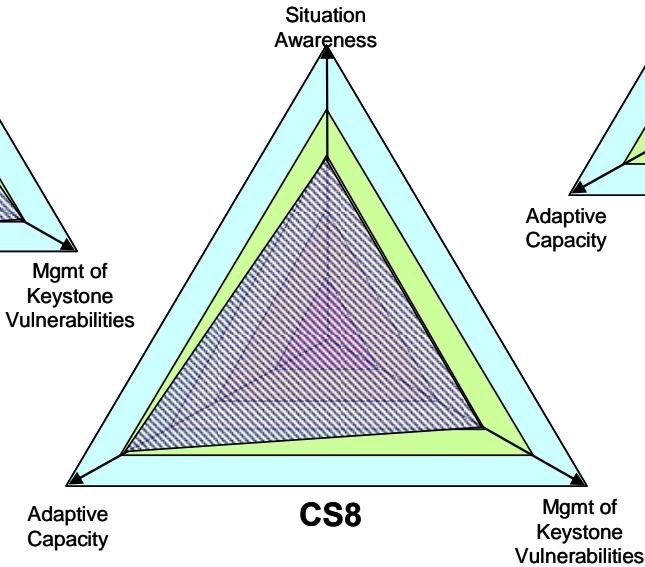 Situation
Awareness
Mgmt of
Keystone
Vulnerabilities
Adaptive
Capacity
Adaptive
Capacity
CS8
Mgmt of
Keystone
Vulnerabilities